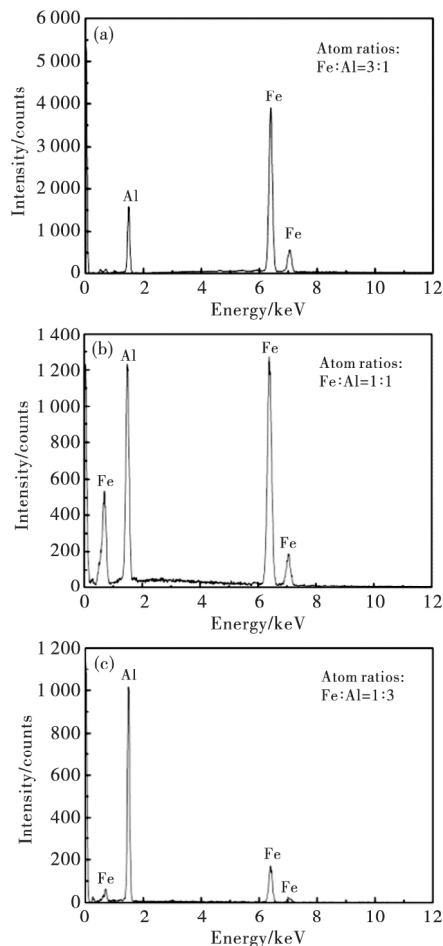 (a)
Atom ratios:
Fe:Al=3:1
6 000
5 000
4 000
3 000
2 000
1 000
0
Intensity/counts
Al
Fe
Fe
2
4
6
8
10
12
Energy/keV
(b)
Atom ratios:
Fe:Al=1:1
1 400
1 200
1 000
800
600
400
200
0
Intensity/counts
Fe
Al
Fe
Fe
0
2
4
6
8
10
12
Energy/keV
(c)
Atom ratios:
Fe:Al=1:3
1 200
1 000
800
600
400
200
0
Intensity/counts
Fe
Al
Fe
Fe
0
2
4
6
8
10
12
Energy/keV